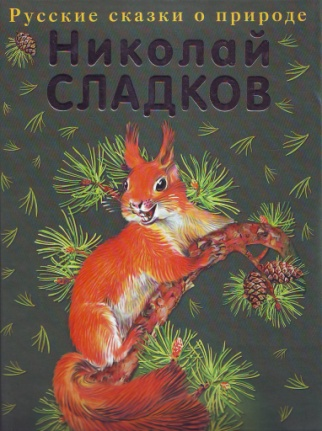 Русские сказки о природе
Николай
СЛАДКОВ